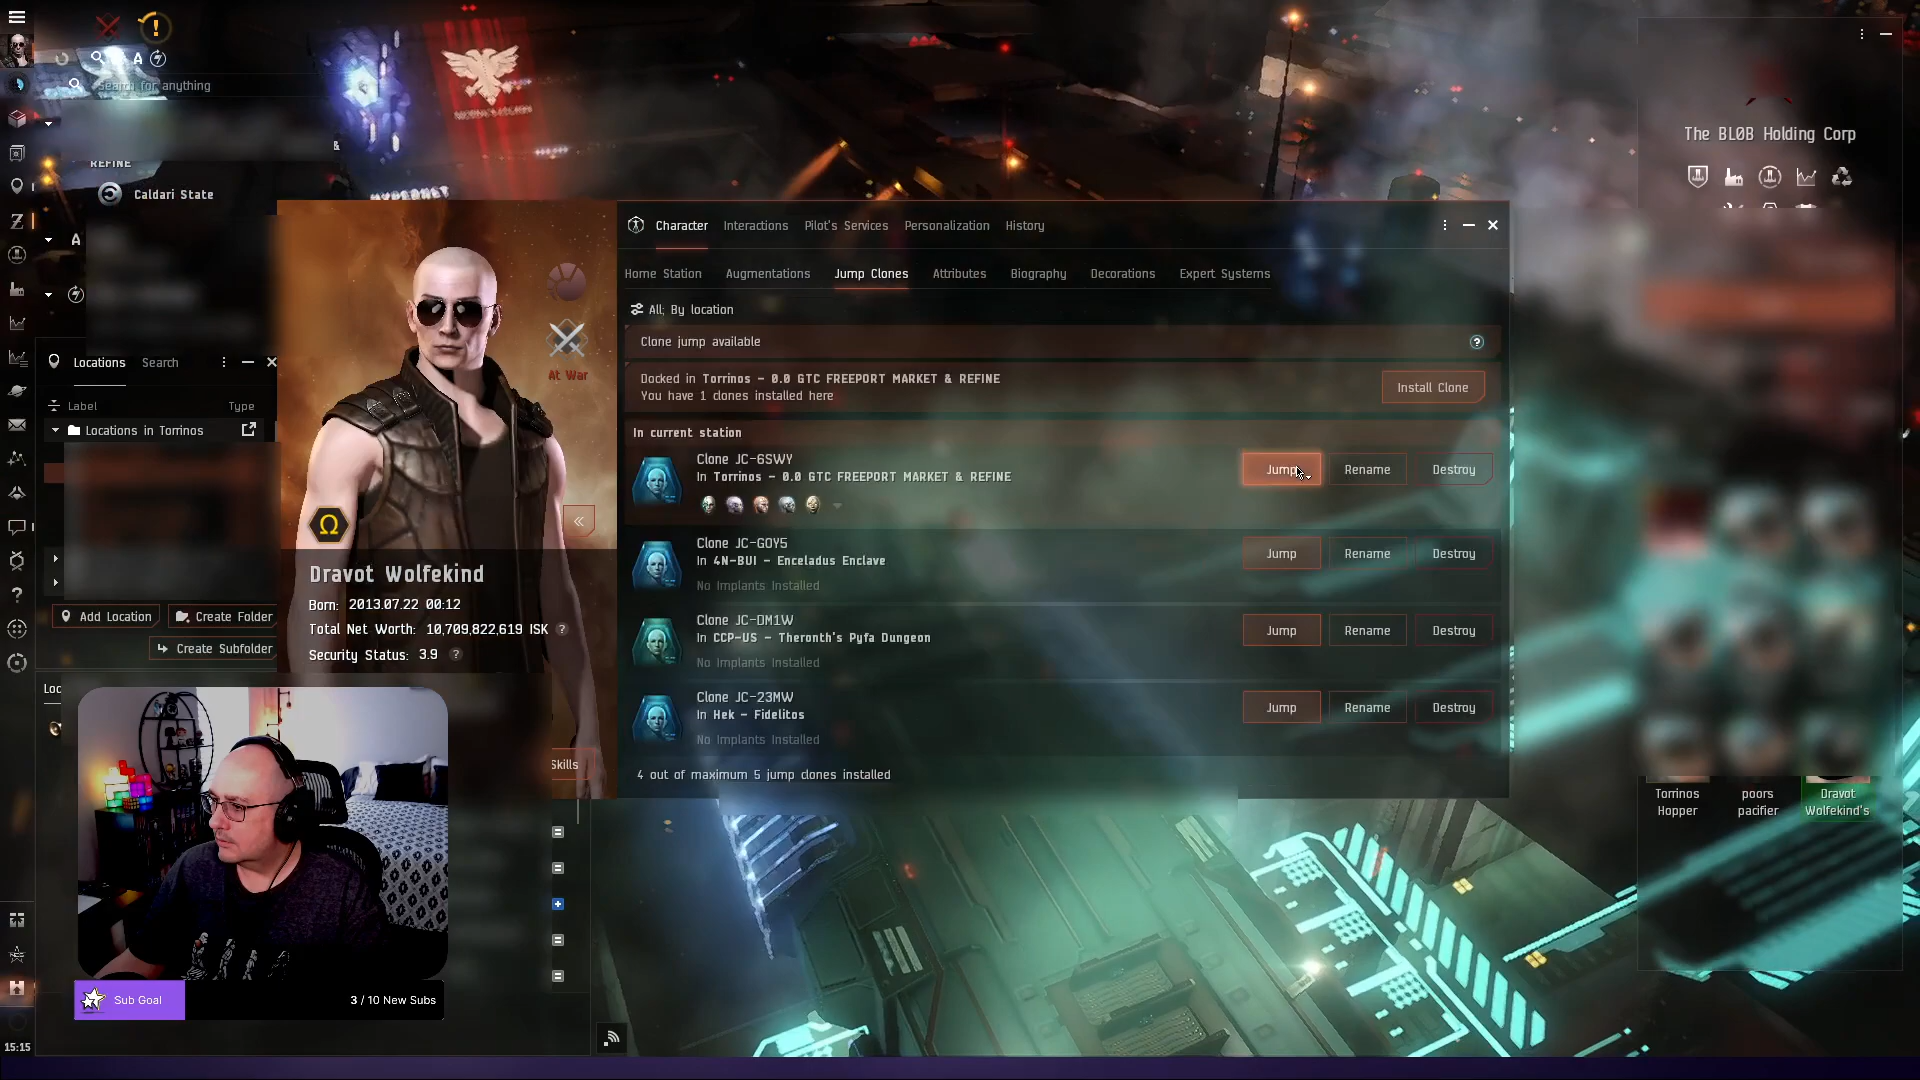 A
Search for anything
&
REFINE
Caldari State
A
Locations
Search
Label
Type
Locations in Torrinos
Add Location
Create Folder
Create Subfolder
Loc
At War
Ω
Dravot Wolfekind
Born: 2013.07.22 00:12
Total Net Worth: 10,709,822,619 ISK ?
Security Status: 3.9 ?
Skills
Character
Interactions
Pilot's Services
Personalization
History
Home Station
Augmentations
Jump Clones
Attributes
Biography
Decorations
Expert Systems
All; By location
Clone jump available
?
Docked in Torrinos - 0.0 GTC FREEPORT MARKET & REFINE
You have 1 clones installed here
Install Clone
In current station
Clone JC-6SWY
In Torrinos - 0.0 GTC FREEPORT MARKET & REFINE
Jump
Rename
Destroy
Clone JC-GOY5
In 4N-BUI - Enceladus Enclave
No Implants Installed
Jump
Rename
Destroy
Clone JC-DM1W
In CCP-US - Theronth's Pyfa Dungeon
No Implants Installed
Jump
Rename
Destroy
Clone JC-23MW
In Hek - Fidelitos
No Implants Installed
Jump
Rename
Destroy
4 out of maximum 5 jump clones installed
The BLØB Holding Corp
Torrinos
Hopper
poors
pacifier
Dravot
Wolfekind's
Sub Goal
3 / 10 New Subs
15:15